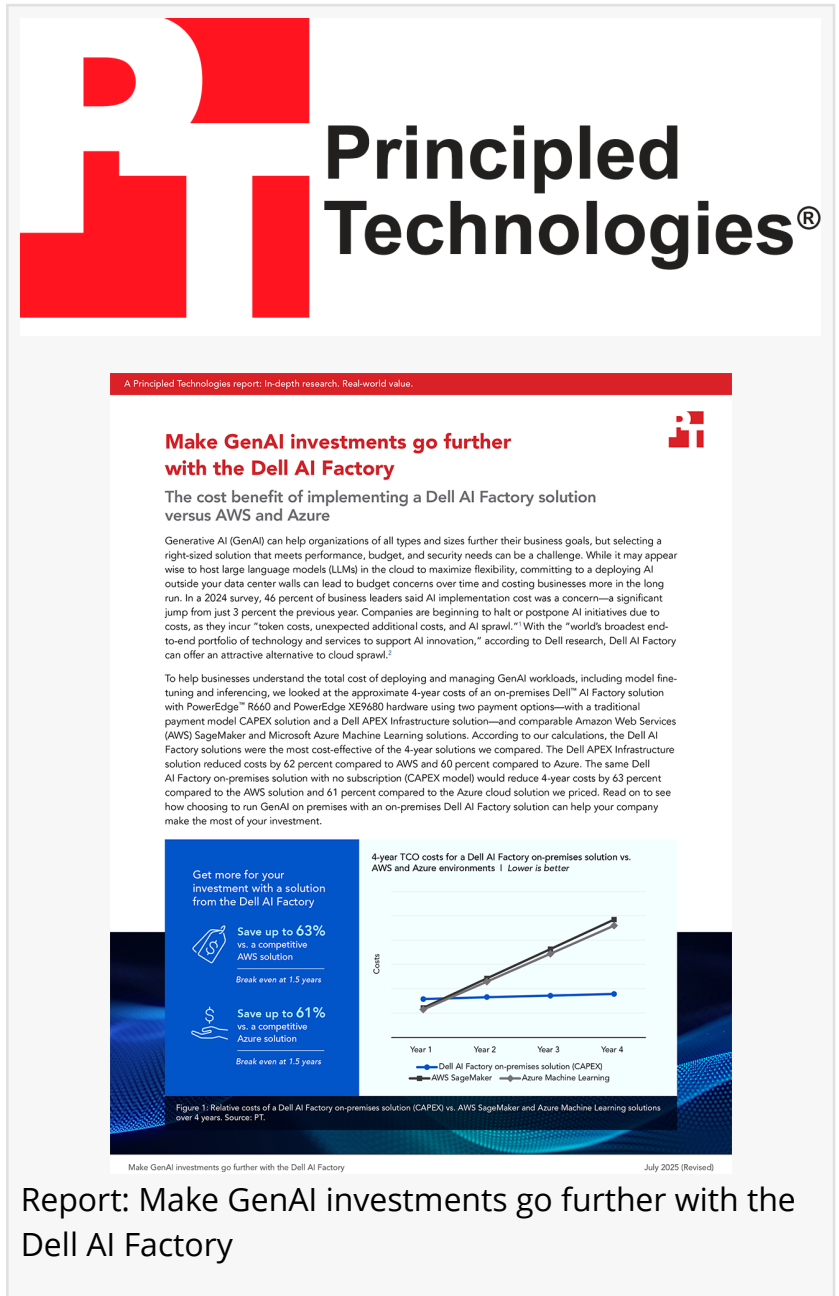 PT
Principled
Technologies®
A Principled Technologies report: In-depth research. Real-world value.
PT
Make GenAI investments go further
with the Dell AI Factory
The cost benefit of implementing a Dell AI Factory solution
versus AWS and Azure
Generative AI (GenAI) can help organizations of all types and sizes further their business goals, but selecting a
right-sized solution that meets performance, budget, and security needs can be a challenge. While it may appear
wise to host large language models (LLMs) in the cloud to maximize flexibility, committing to a deploying AI
outside your data center walls can lead to budget concerns over time and costing businesses more in the long
run. In a 2024 survey, 46 percent of business leaders said AI implementation cost was a concern—a significant
jump from just 3 percent the previous year. Companies are beginning to halt or postpone AI initiatives due to
costs, as they incur “token costs, unexpected additional costs, and AI sprawl.”1 With the “world’s broadest end-
to-end portfolio of technology and services to support AI innovation,” according to Dell research, Dell AI Factory
can offer an attractive alternative to cloud sprawl.2
To help businesses understand the total cost of deploying and managing GenAI workloads, including model fine-
tuning and inferencing, we looked at the approximate 4-year costs of an on-premises Dell™ AI Factory solution
with PowerEdge™ R660 and PowerEdge XE9680 hardware using two payment options—with a traditional
payment model CAPEX solution and a Dell APEX Infrastructure solution—and comparable Amazon Web Services
(AWS) SageMaker and Microsoft Azure Machine Learning solutions. According to our calculations, the Dell AI
Factory solutions were the most cost-effective of the 4-year solutions we compared. The Dell APEX Infrastructure
solution reduced costs by 62 percent compared to AWS and 60 percent compared to Azure. The same Dell
AI Factory on-premises solution with no subscription (CAPEX model) would reduce 4-year costs by 63 percent
compared to the AWS solution and 61 percent compared to the Azure cloud solution we priced. Read on to see
how choosing to run GenAI on premises with an on-premises Dell AI Factory solution can help your company
make the most of your investment.
Get more for your
investment with a solution
from the Dell AI Factory
Save up to 63%
vs. a competitive
AWS solution
Break even at 1.5 years
Save up to 61%
vs. a competitive
Azure solution
Break even at 1.5 years
4-year TCO costs for a Dell AI Factory on-premises solution vs.
AWS and Azure environments | Lower is better
Costs
Year 1 Year 2 Year 3 Year 4
Dell AI Factory on-premises solution (CAPEX)
AWS SageMaker Azure Machine Learning
Figure 1: Relative costs of a Dell AI Factory on-premises solution (CAPEX) vs. AWS SageMaker and Azure Machine Learning solutions
over 4 years. Source: PT.
Make GenAI investments go further with the Dell AI Factory July 2025 (Revised)
Report: Make GenAI investments go further with the
Dell AI Factory